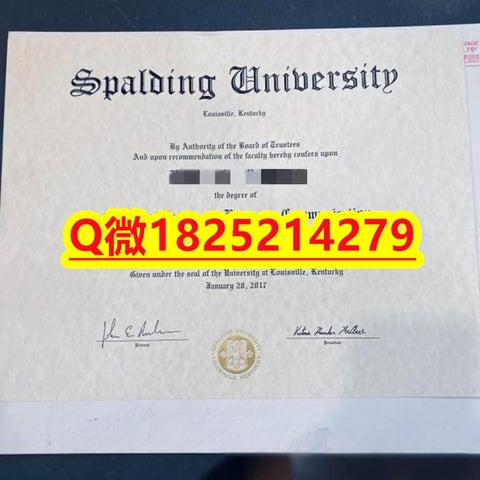 Spalding University
Louisville, Kentucky
By Authority of the Board of Trustees
And upon recommendation of the faculty hereby confers upon
the degree of
Q微1825214279
Given under the seal of the University at Louisville, Kentucky
January 28, 2017
President